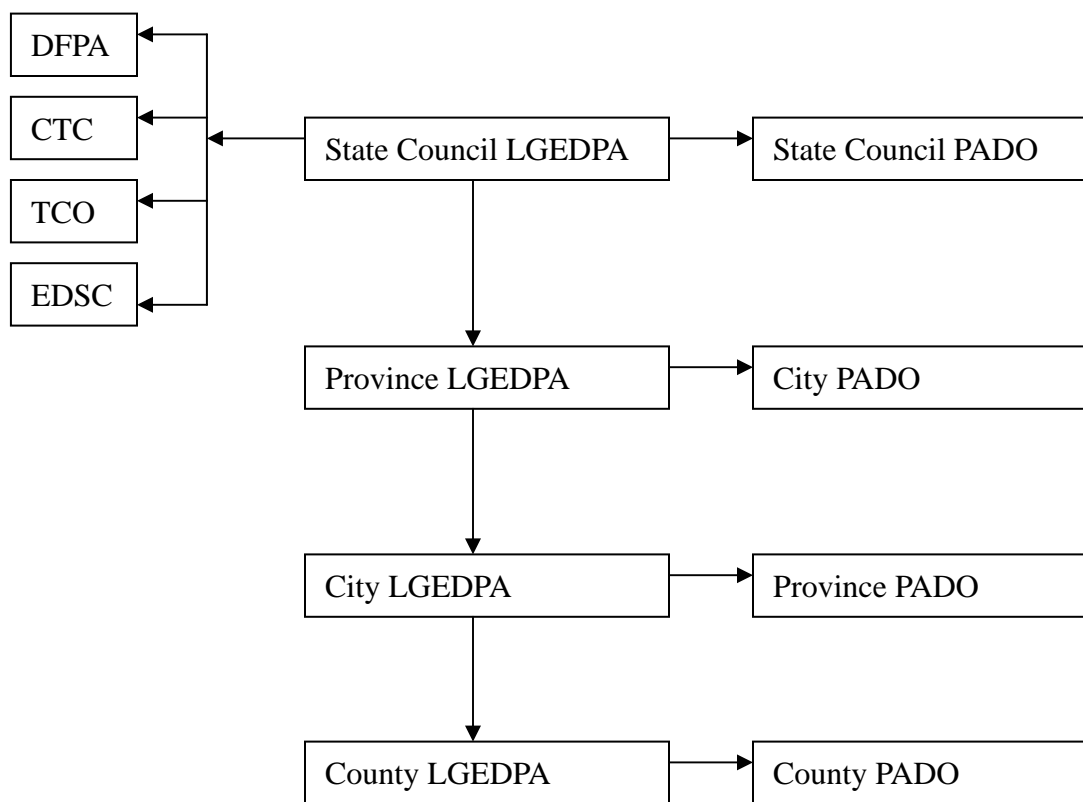 DFPA
CTC
TCO
EDSC
State Council LGEDPA
State Council PADO
Province LGEDPA
City PADO
City LGEDPA
Province PADO
County LGEDPA
County PADO